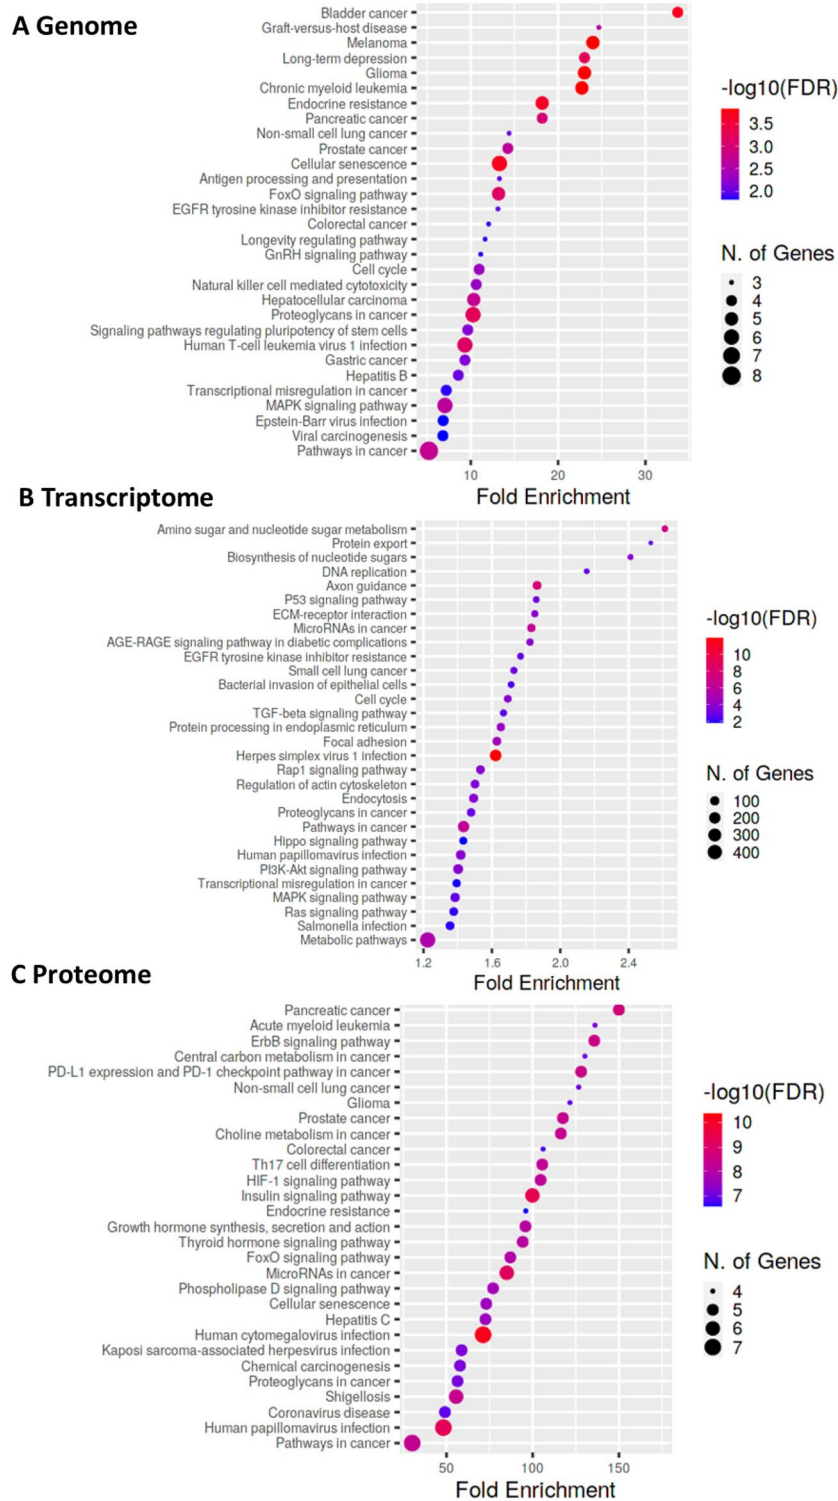 A Genome
Bladder cancer
Graft-versus-host disease
Melanoma
Long-term depression
Glioma
Chronic myeloid leukemia
Endocrine resistance
Pancreatic cancer
Non-small cell lung cancer
Prostate cancer
Cellular senescence
Antigen processing and presentation
FoxO signaling pathway
EGFR tyrosine kinase inhibitor resistance
Colorectal cancer
Longevity regulating pathway
GnRH signaling pathway
Cell cycle
Natural killer cell mediated cytotoxicity
Hepatocellular carcinoma
Proteoglycans in cancer
Signaling pathways regulating pluripotency of stem cells
Human T-cell leukemia virus 1 infection
Gastric cancer
Hepatitis B
Transcriptional misregulation in cancer
MAPK signaling pathway
Epstein-Barr virus infection
Viral carcinogenesis
Pathways in cancer
10 20 30
Fold Enrichment
-log10(FDR)
3.5
3.0
2.5
2.0
N. of Genes
3
4
5
6
7
8
B Transcriptome
Amino sugar and nucleotide sugar metabolism
Protein export
Biosynthesis of nucleotide sugars
DNA replication
Axon guidance
P53 signaling pathway
ECM-receptor interaction
MicroRNAs in cancer
AGE-RAGE signaling pathway in diabetic complications
EGFR tyrosine kinase inhibitor resistance
Small cell lung cancer
Bacterial invasion of epithelial cells
Cell cycle
TGF-beta signaling pathway
Protein processing in endoplasmic reticulum
Focal adhesion
Herpes simplex virus 1 infection
Rap1 signaling pathway
Regulation of actin cytoskeleton
Endocytosis
Proteoglycans in cancer
Pathways in cancer
Hippo signaling pathway
Human papillomavirus infection
PI3K-Akt signaling pathway
Transcriptional misregulation in cancer
MAPK signaling pathway
Ras signaling pathway
Salmonella infection
Metabolic pathways
1.2 1.6 2.0 2.4
Fold Enrichment
-log10(FDR)
10
8
6
4
2
N. of Genes
100
200
300
400
C Proteome
Pancreatic cancer
Acute myeloid leukemia
ErbB signaling pathway
Central carbon metabolism in cancer
PD-L1 expression and PD-1 checkpoint pathway in cancer
Non-small cell lung cancer
Glioma
Prostate cancer
Choline metabolism in cancer
Colorectal cancer
Th17 cell differentiation
HIF-1 signaling pathway
Insulin signaling pathway
Endocrine resistance
Growth hormone synthesis, secretion and action
Thyroid hormone signaling pathway
FoxO signaling pathway
MicroRNAs in cancer
Phospholipase D signaling pathway
Cellular senescence
Hepatitis C
Human cytomegalovirus infection
Kaposi sarcoma-associated herpesvirus infection
Chemical carcinogenesis
Proteoglycans in cancer
Shigellosis
Coronavirus disease
Human papillomavirus infection
Pathways in cancer
50 100 150
Fold Enrichment
-log10(FDR)
10
9
8
7
N. of Genes
4
5
6
7